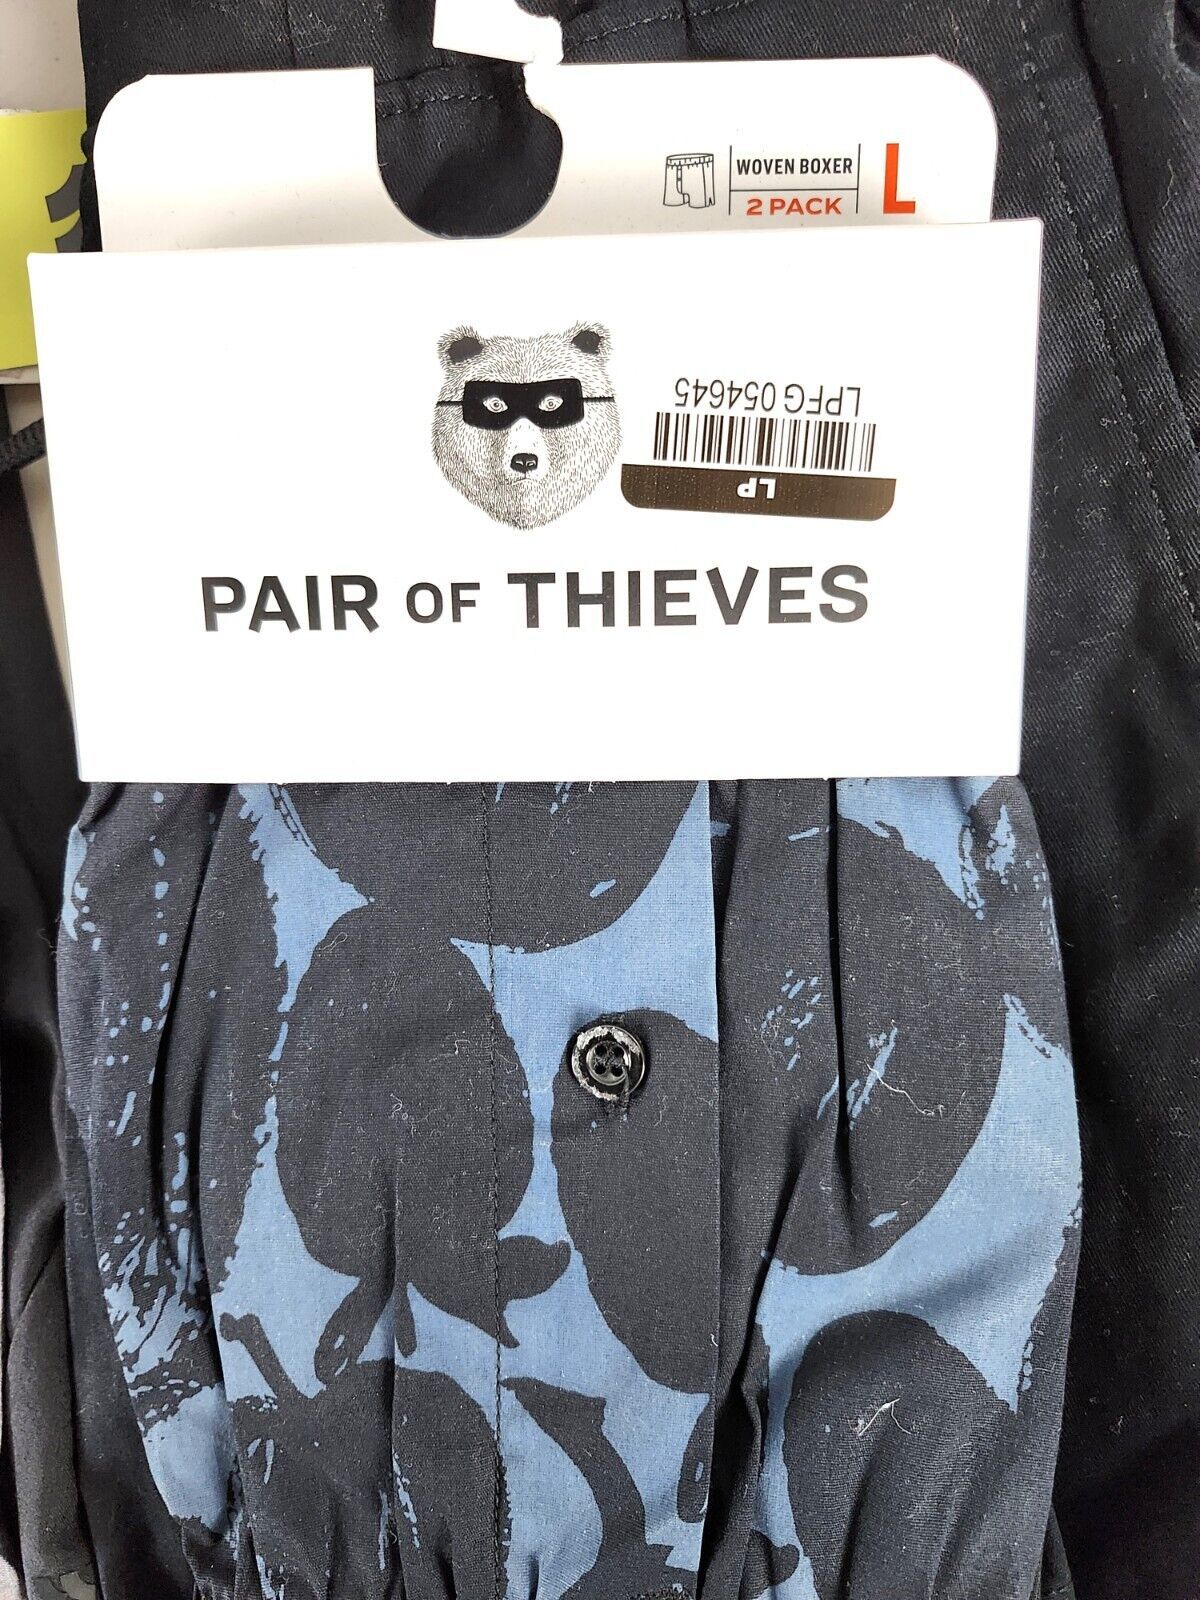 WOVEN BOXER
2 PACK
L
LPFG 054645
LP
PAIR OF THIEVES